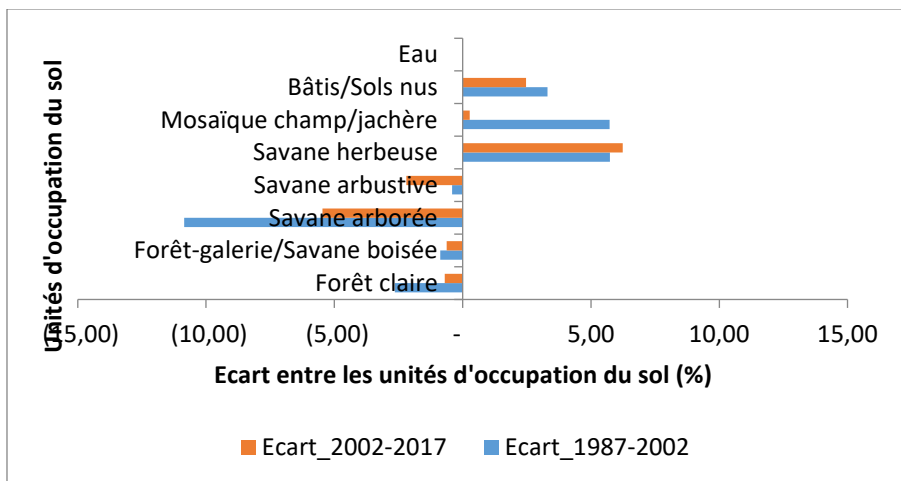 Unités d'occupation du sol
Eau
Bâtis/Sols nus
Mosaïque champ/jachère
Savane herbeuse
Savane arbustive
Savane arborée
Forêt-galerie/Savane boisée
Forêt claire
(15,00) (10,00) (5,00) - 5,00 10,00 15,00
Ecart entre les unités d'occupation du sol (%)
Ecart_2002-2017 Ecart_1987-2002